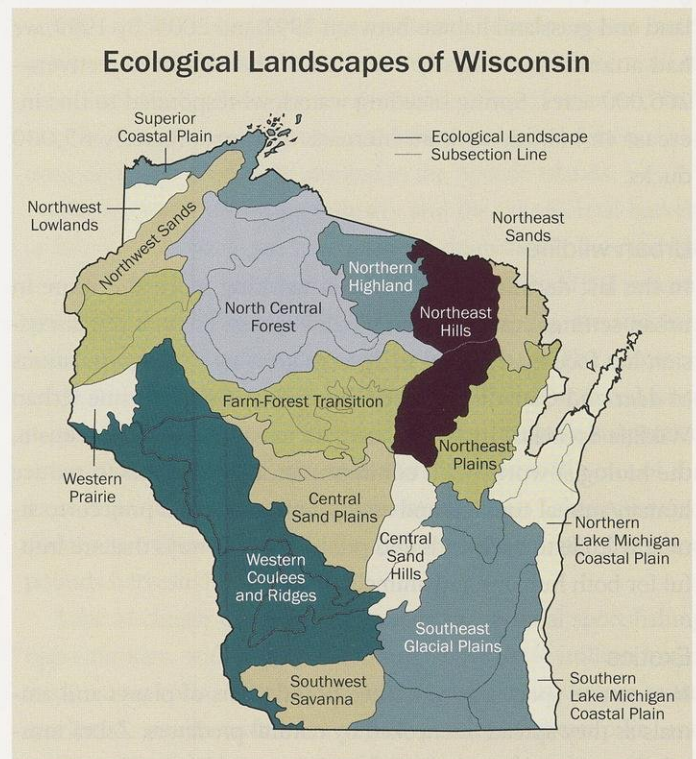 Ecological Landscapes of Wisconsin
Superior
Coastal Plain
Ecological Landscape
Subsection Line
Northwest
Lowlands
Northwest Sands
Northeast
Sands
Northern
Highland
North Central
Forest
Northeast
Hills
Farm-Forest Transition
Northeast
Plains
Western
Prairie
Central
Sand Plains
Central
Sand
Hills
Northern
Lake Michigan
Coastal Plain
Western
Coulees
and Ridges
Southeast
Glacial Plains
Southwest
Savanna
Southern
Lake Michigan
Coastal Plain